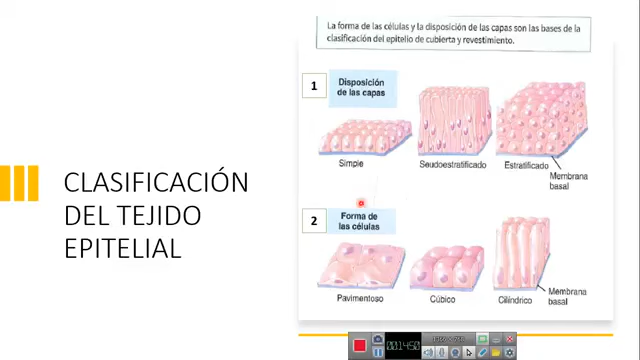 La forma de las células y la disposición de las capas son las bases de la
clasificación del epitelio de cubierta y revestimiento.
1
Disposición
de las capas
Simple
Seudoestratificado
Estratificado
Membrana
basal
CLASIFICACIÓN
DEL TEJIDO
EPITELIAL
2
Forma de
las células
Pavimentoso
Cúbico
Cilíndrico
Membrana
basal